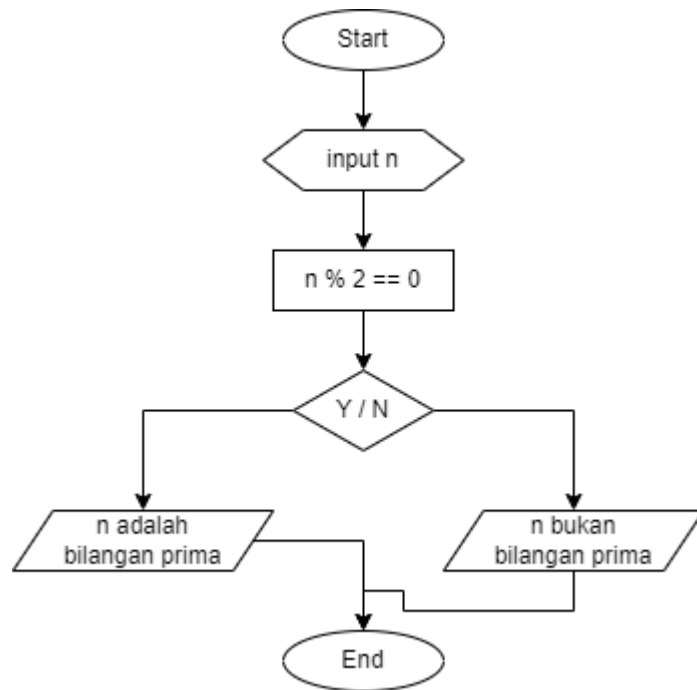 Start
input n
n % 2 == 0
Y / N
n adalah
bilangan prima
n bukan
bilangan prima
End